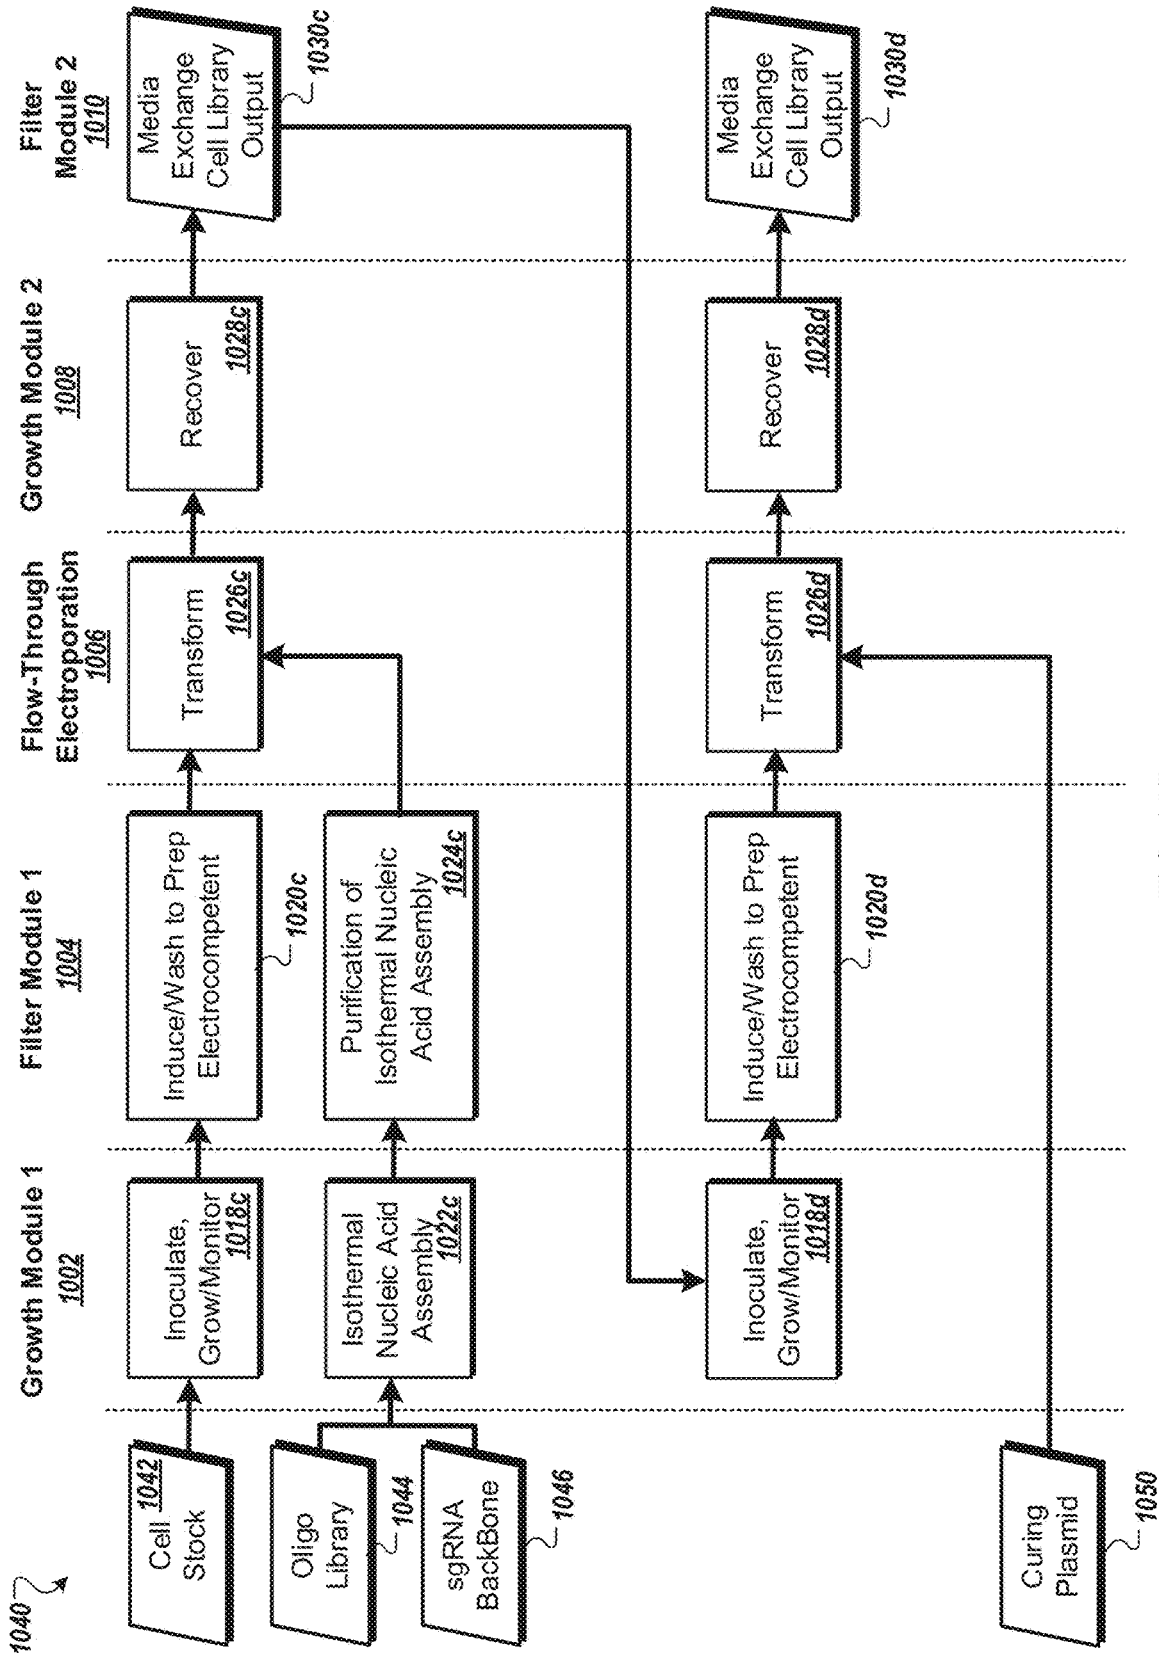 1040
Growth Module 1
1002
Filter Module 1
1004
Flow-Through
Electroporation
1006
Growth Module 2
1008
Filter
Module 2
1010
Cell 1042
Stock
Inoculate,
Grow/Monitor
1018c
Induce/Wash to Prep
Electrocompetent
1020c
Transform
1026c
Recover
1028c
Media
Exchange
Cell Library
Output
1030c
Oligo
Library
1044
sgRNA
BackBone
1046
Isothermal
Nucleic Acid
Assembly
1022c
Purification of
Isothermal Nucleic
Acid Assembly
1024c
Inoculate,
Grow/Monitor
1018d
Induce/Wash to Prep
Electrocompetent
1020d
Transform
1026d
Recover
1028d
Media
Exchange
Cell Library
Output
1030d
Curing
Plasmid
1050